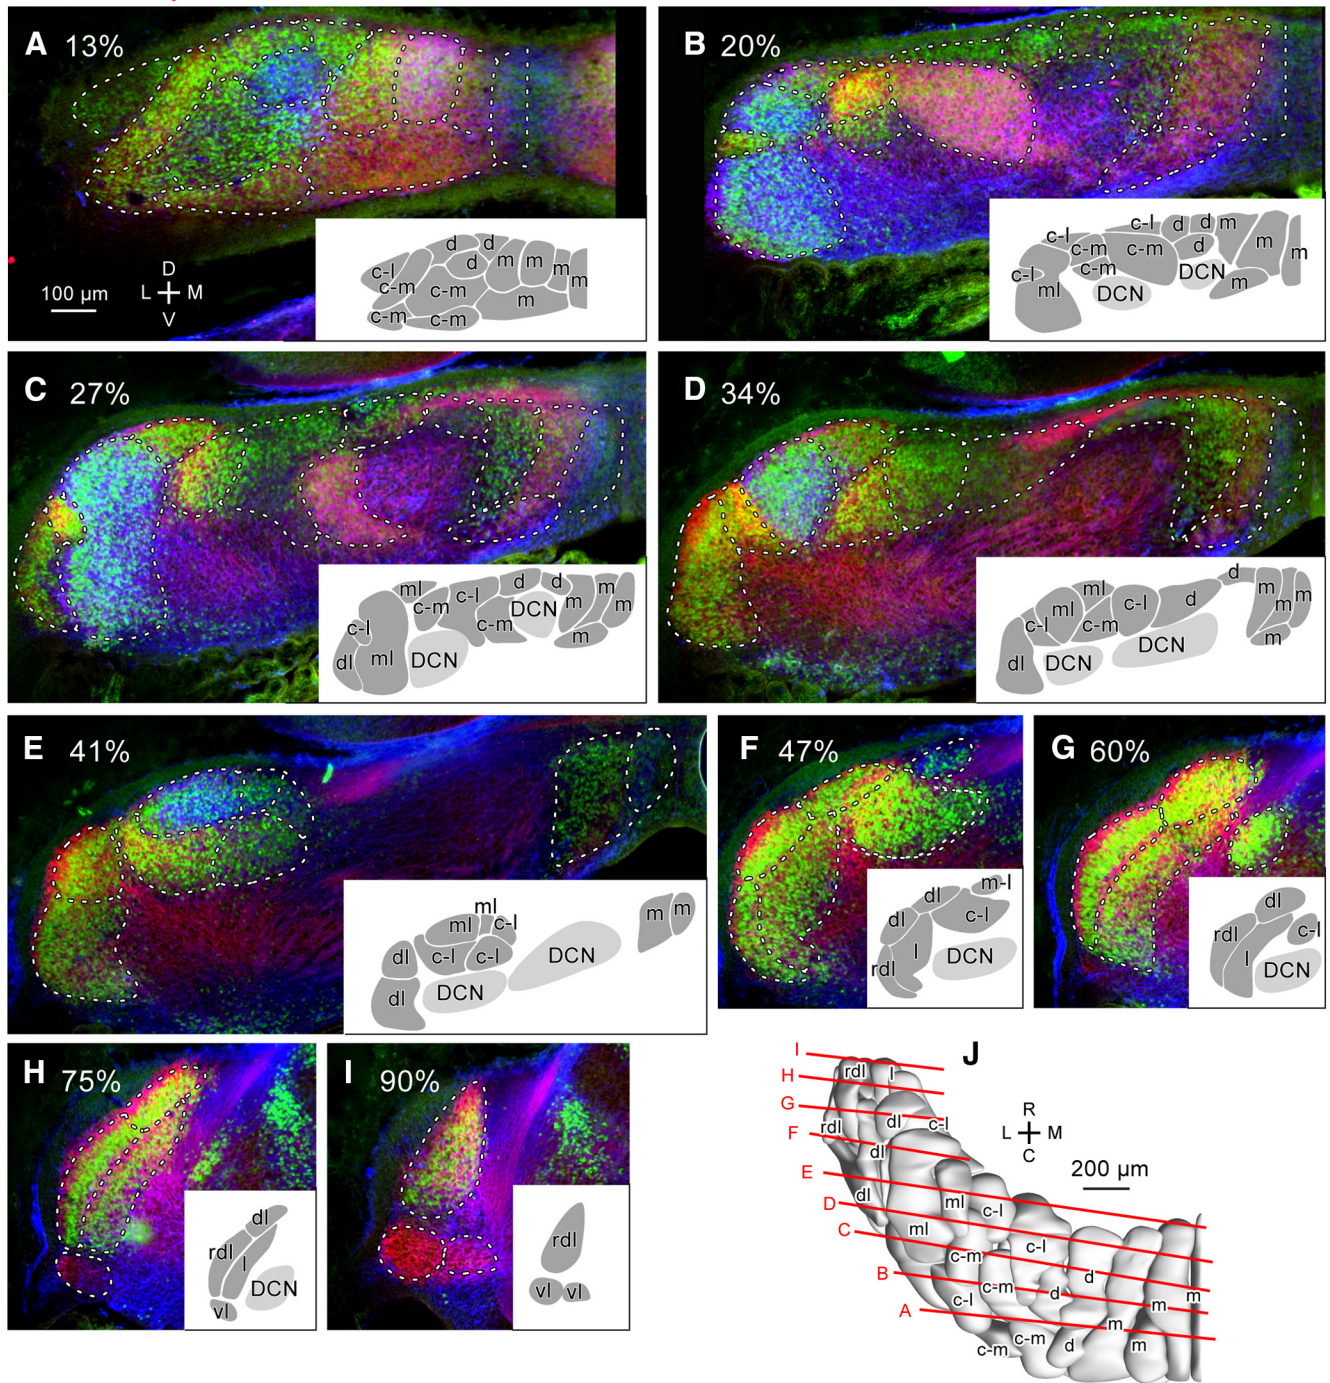 A 13%
D
L M
V
100 μm
d d
c-l d m m m m
c-m c-m
c-m c-m m
B 20%
c-l d d m
c-l c-m c-m d m m
c-m DCN
ml DCN m
C 27%
ml d d m
c-l c-m c-l DCN m m
c-m m
dl ml DCN
D 34%
d m
ml ml c-l d m m
c-l c-m m
dl DCN DCN
E 41%
ml
ml c-l m m
dl c-l c-l DCN
dl DCN
F 47%
dl m-l
dl c-l
l
rdl DCN
G 60%
dl
rdl c-l
l DCN
H 75%
dl
rdl l
DCN
vl
I 90%
rdl
vl vl
J
I
H
G
F
E
D
C
B
A
rdl l
dl c-l
rdl
dl
dl ml c-l
ml c-l
c-m
c-m d
c-l d m m
m
c-m c-m d m
R
L M
C
200 μm